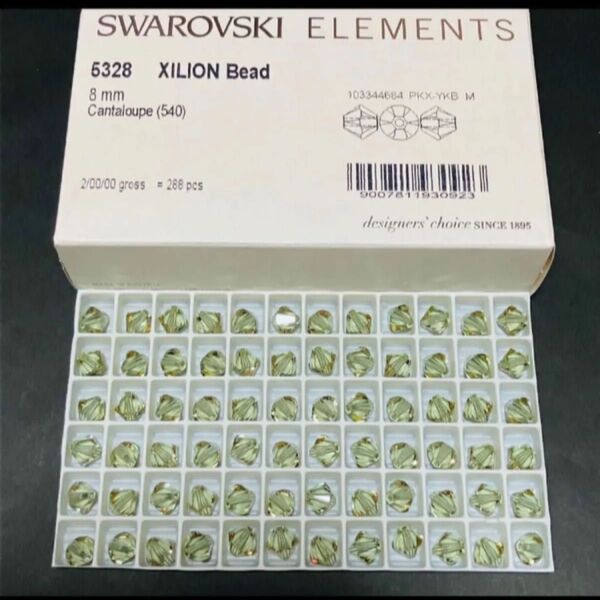 SWAROVSKI ELEMENTS
5328 XILION Bead
8 mm
Cantaloupe (540)
103344664 PKX-YKB M
2/00/00 gross = 288 pcs
9007811930923
designers' choice SINCE 1895